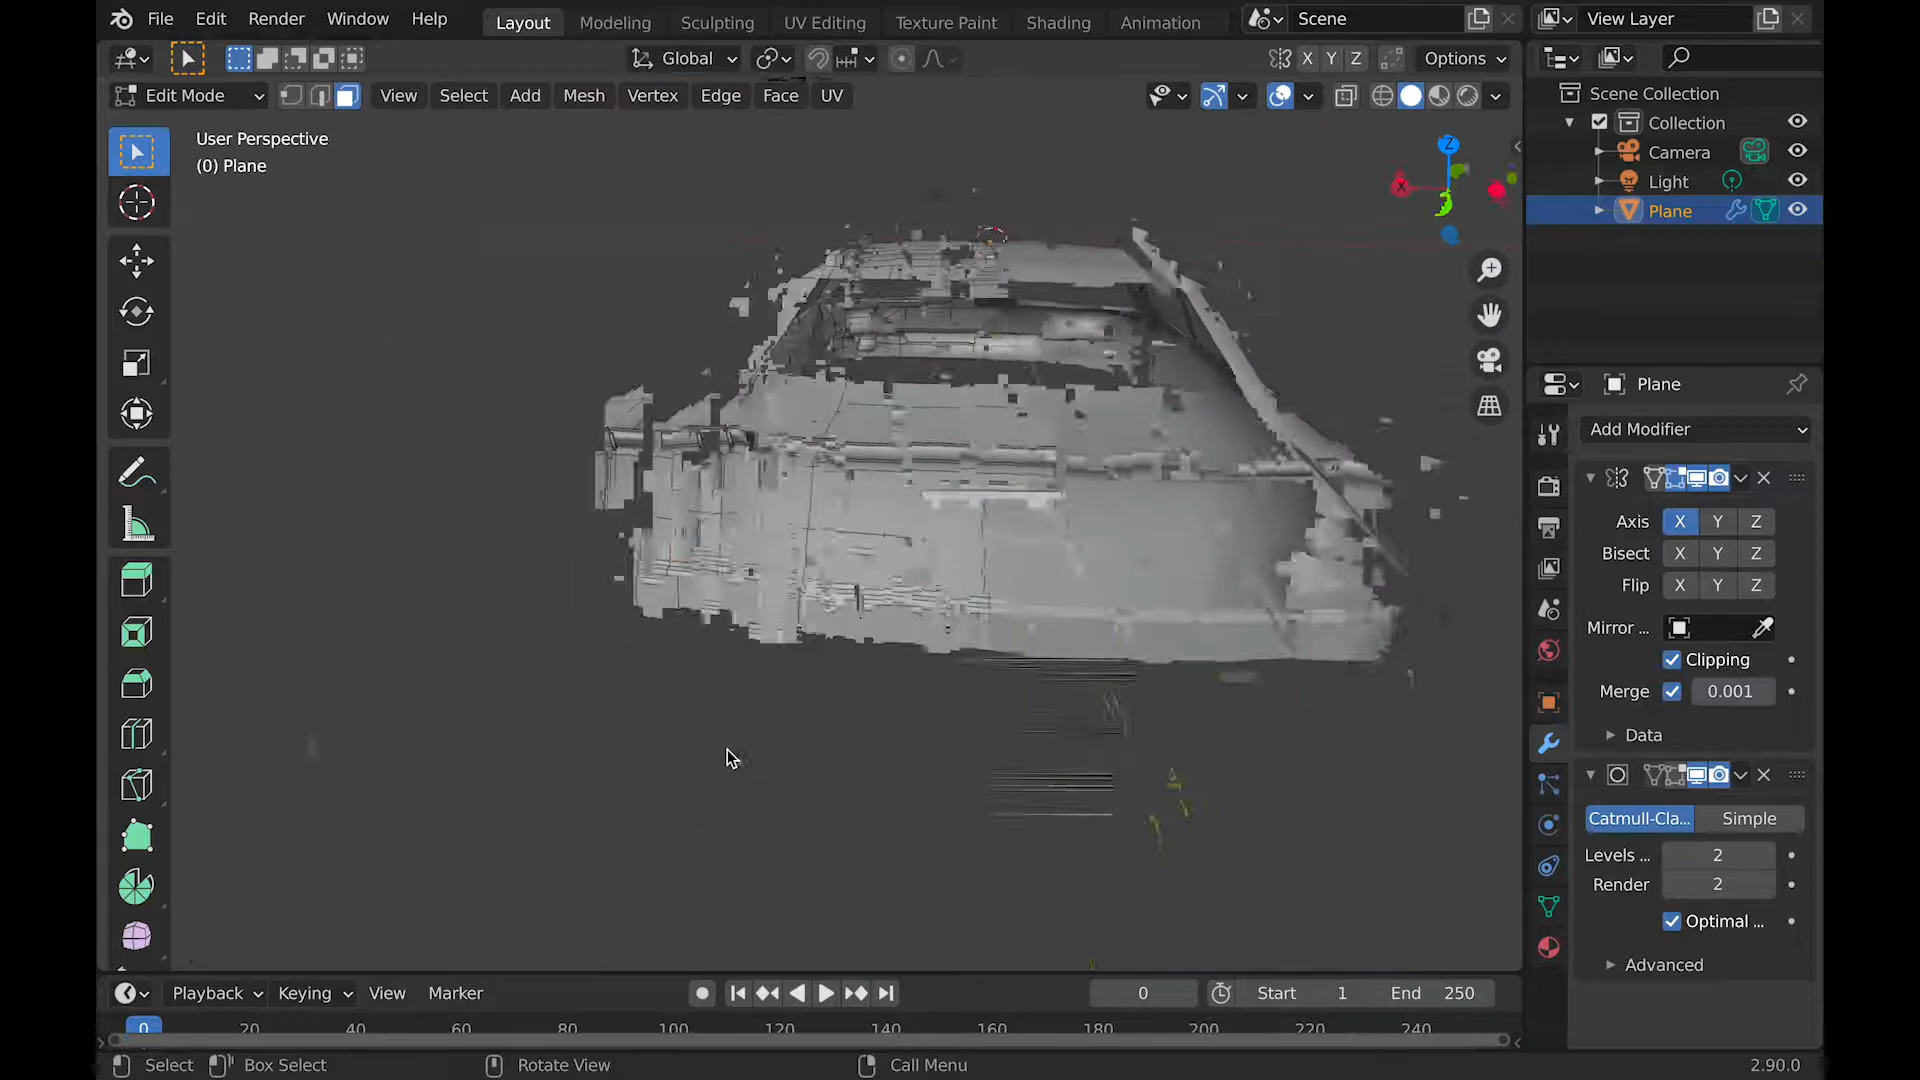 File Edit Render Window Help Layout Modeling Sculpting UV Editing Texture Paint Shading Animation Scene View Layer
Global X Y Z Options
Edit Mode View Select Add Mesh Vertex Edge Face UV
User Perspective
(0) Plane
Z
X
Scene Collection
Collection
Camera
Light
Plane
Plane
Add Modifier
Axis X Y Z
Bisect X Y Z
Flip X Y Z
Mirror ...
Clipping
Merge 0.001
Data
Catmull-Cla... Simple
Levels ... 2
Render 2
Optimal ...
Advanced
Playback Keying View Marker 0 Start 1 End 250
0 20 40 60 80 100 120 140 160 180 200 220 240
Select Box Select Rotate View Call Menu 2.90.0